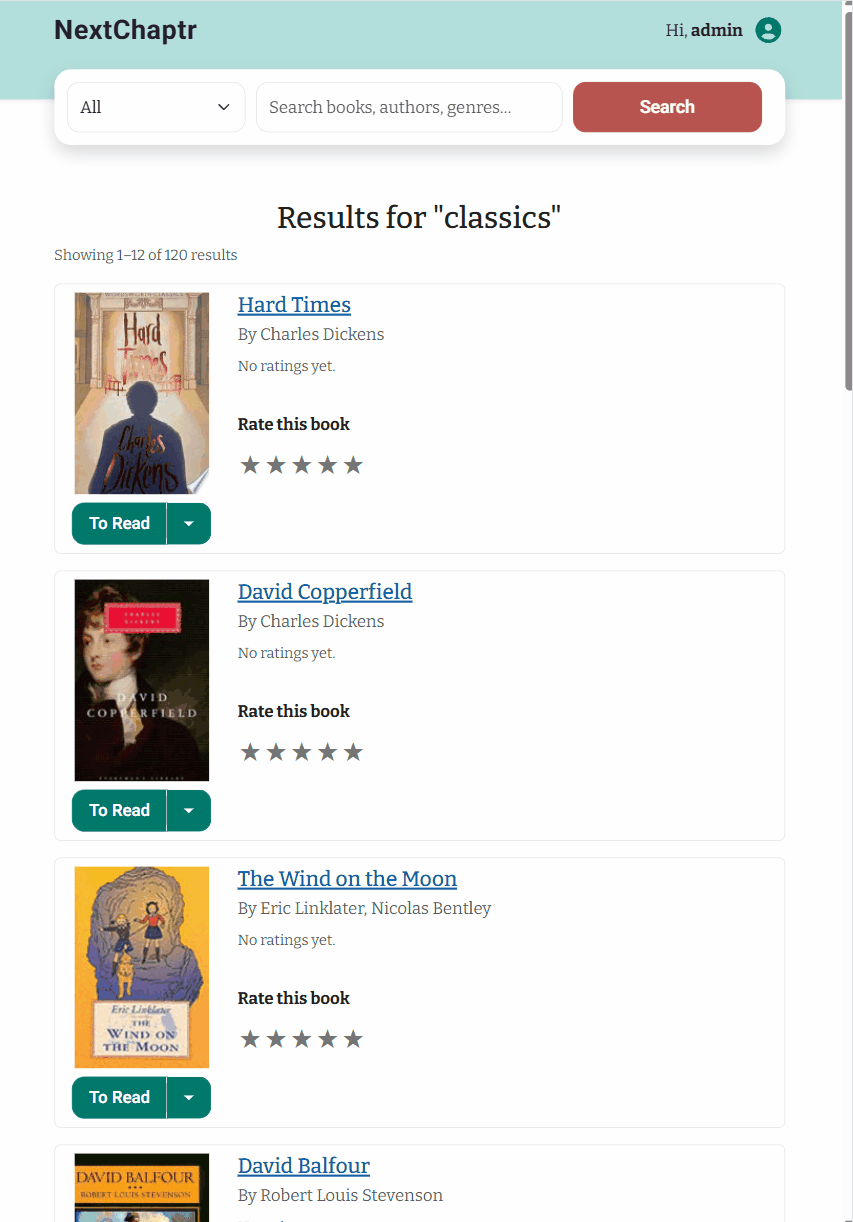 NextChaptr
Hi, admin
All
Search books, authors, genres...
Search
Results for "classics"
Showing 1–12 of 120 results
WORDSWORTH CLASSICS
Hard
Times
Charles
Dickens
Hard Times
By Charles Dickens
No ratings yet.
Rate this book
★★★★★
To Read
CHARLES
DICKENS
DAVID
COPPERFIELD
EVERYMAN'S LIBRARY
David Copperfield
By Charles Dickens
No ratings yet.
Rate this book
★★★★★
To Read
Eric Linklater
THE
WIND ON
THE MOON
The Wind on the Moon
By Eric Linklater, Nicolas Bentley
No ratings yet.
Rate this book
★★★★★
To Read
DAVID BALFOUR
ROBERT LOUIS STEVENSON
David Balfour
By Robert Louis Stevenson